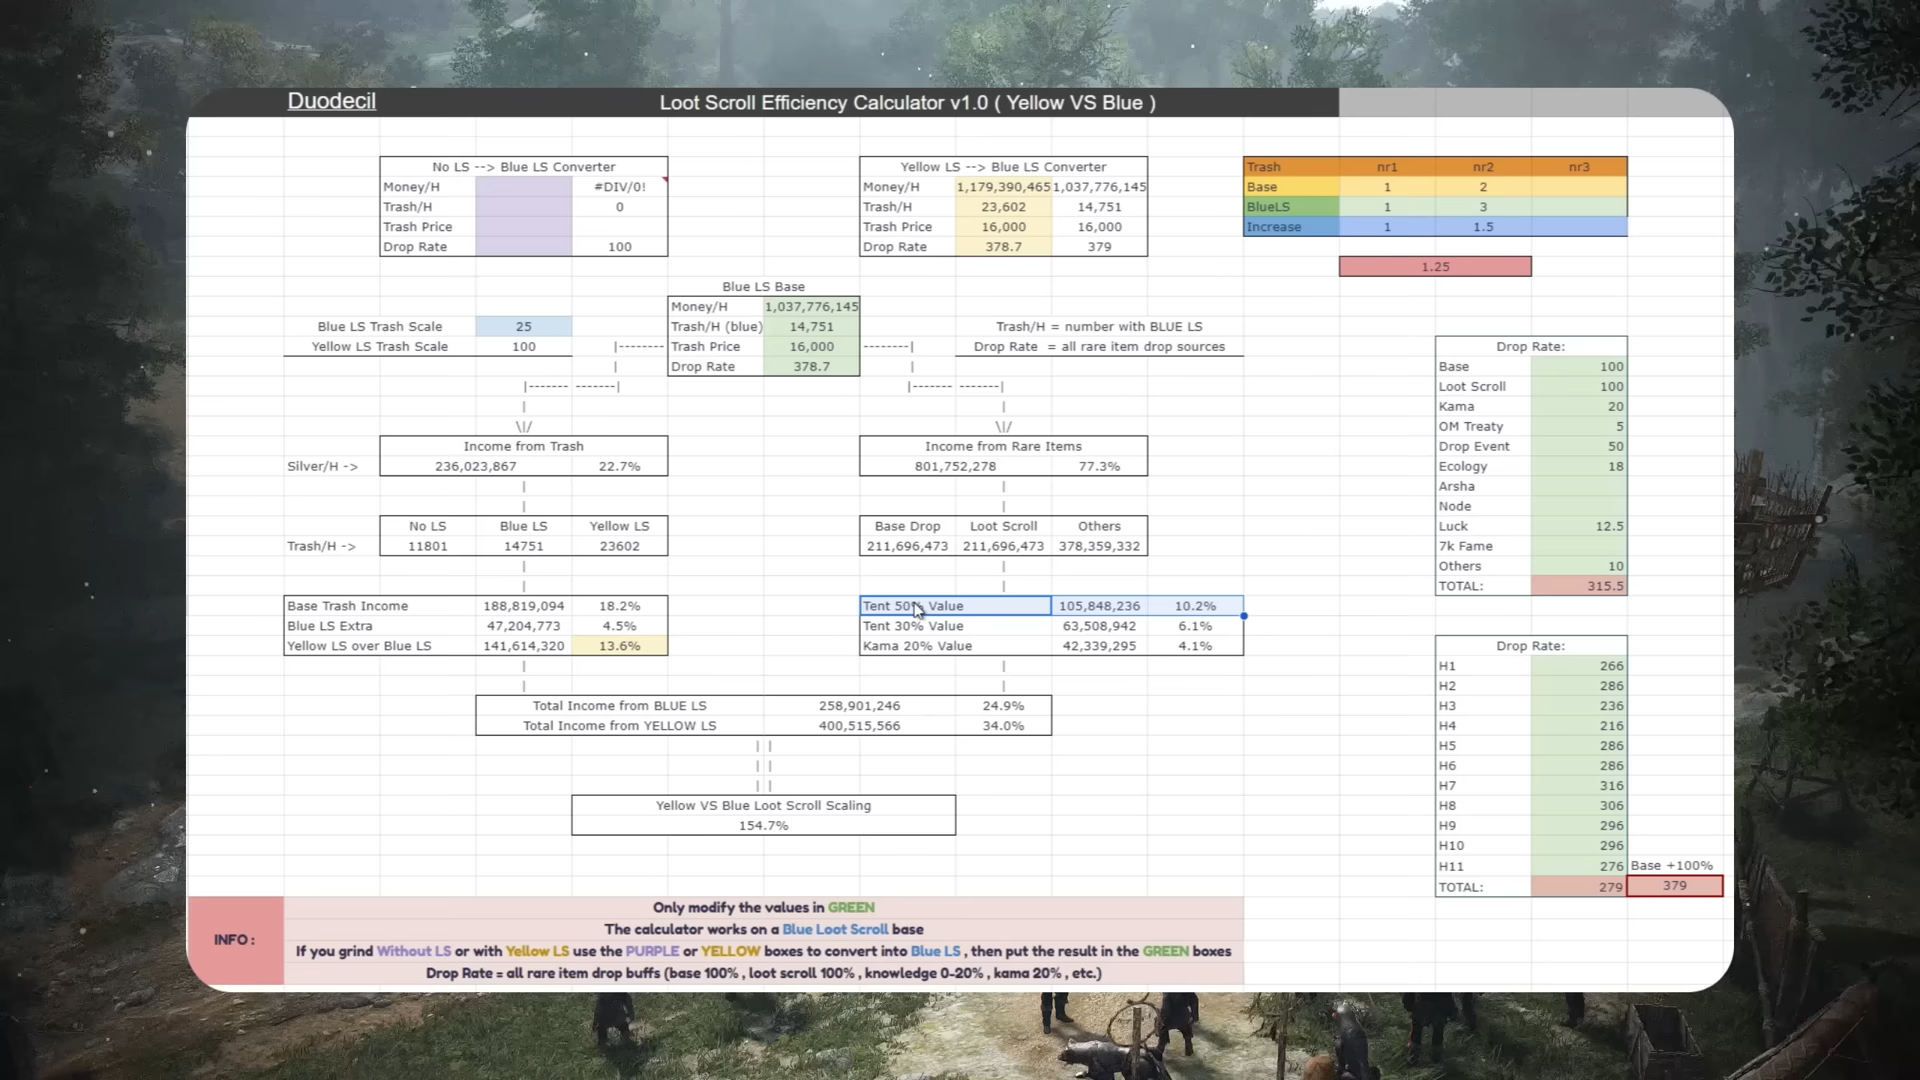 Duodecil
Loot Scroll Efficiency Calculator v1.0 ( Yellow VS Blue )
No LS --> Blue LS Converter
Money/H #DIV/0!
Trash/H 0
Trash Price
Drop Rate 100
Yellow LS --> Blue LS Converter
Money/H 1,179,390,465 1,037,776,145
Trash/H 23,602 14,751
Trash Price 16,000 16,000
Drop Rate 378.7 379
Trash nr1 nr2 nr3
Base 1 2
BlueLS 1 3
Increase 1 1.5
1.25
Blue LS Base
Money/H 1,037,776,145
Trash/H (blue) 14,751
Trash Price 16,000
Drop Rate 378.7
Blue LS Trash Scale 25
Yellow LS Trash Scale 100
Trash/H = number with BLUE LS
Drop Rate = all rare item drop sources
Income from Trash
Silver/H -> 236,023,867 22.7%
Income from Rare Items
801,752,278 77.3%
No LS Blue LS Yellow LS
Trash/H -> 11801 14751 23602
Base Drop Loot Scroll Others
211,696,473 211,696,473 378,359,332
Base Trash Income 188,819,094 18.2%
Blue LS Extra 47,204,773 4.5%
Yellow LS over Blue LS 141,614,320 13.6%
Tent 50% Value 105,848,236 10.2%
Tent 30% Value 63,508,942 6.1%
Kama 20% Value 42,339,295 4.1%
Total Income from BLUE LS 258,901,246 24.9%
Total Income from YELLOW LS 400,515,566 34.0%
Yellow VS Blue Loot Scroll Scaling
154.7%
Drop Rate:
Base 100
Loot Scroll 100
Kama 20
OM Treaty 5
Drop Event 50
Ecology 18
Arsha
Node
Luck 12.5
7k Fame
Others 10
TOTAL: 315.5
Drop Rate:
H1 266
H2 286
H3 236
H4 216
H5 286
H6 286
H7 316
H8 306
H9 296
H10 296
H11 276 Base +100%
TOTAL: 279 379
INFO :
Only modify the values in GREEN
The calculator works on a Blue Loot Scroll base
If you grind Without LS or with Yellow LS use the PURPLE or YELLOW boxes to convert into Blue LS , then put the result in the GREEN boxes
Drop Rate = all rare item drop buffs (base 100% , loot scroll 100% , knowledge 0-20% , kama 20% , etc.)